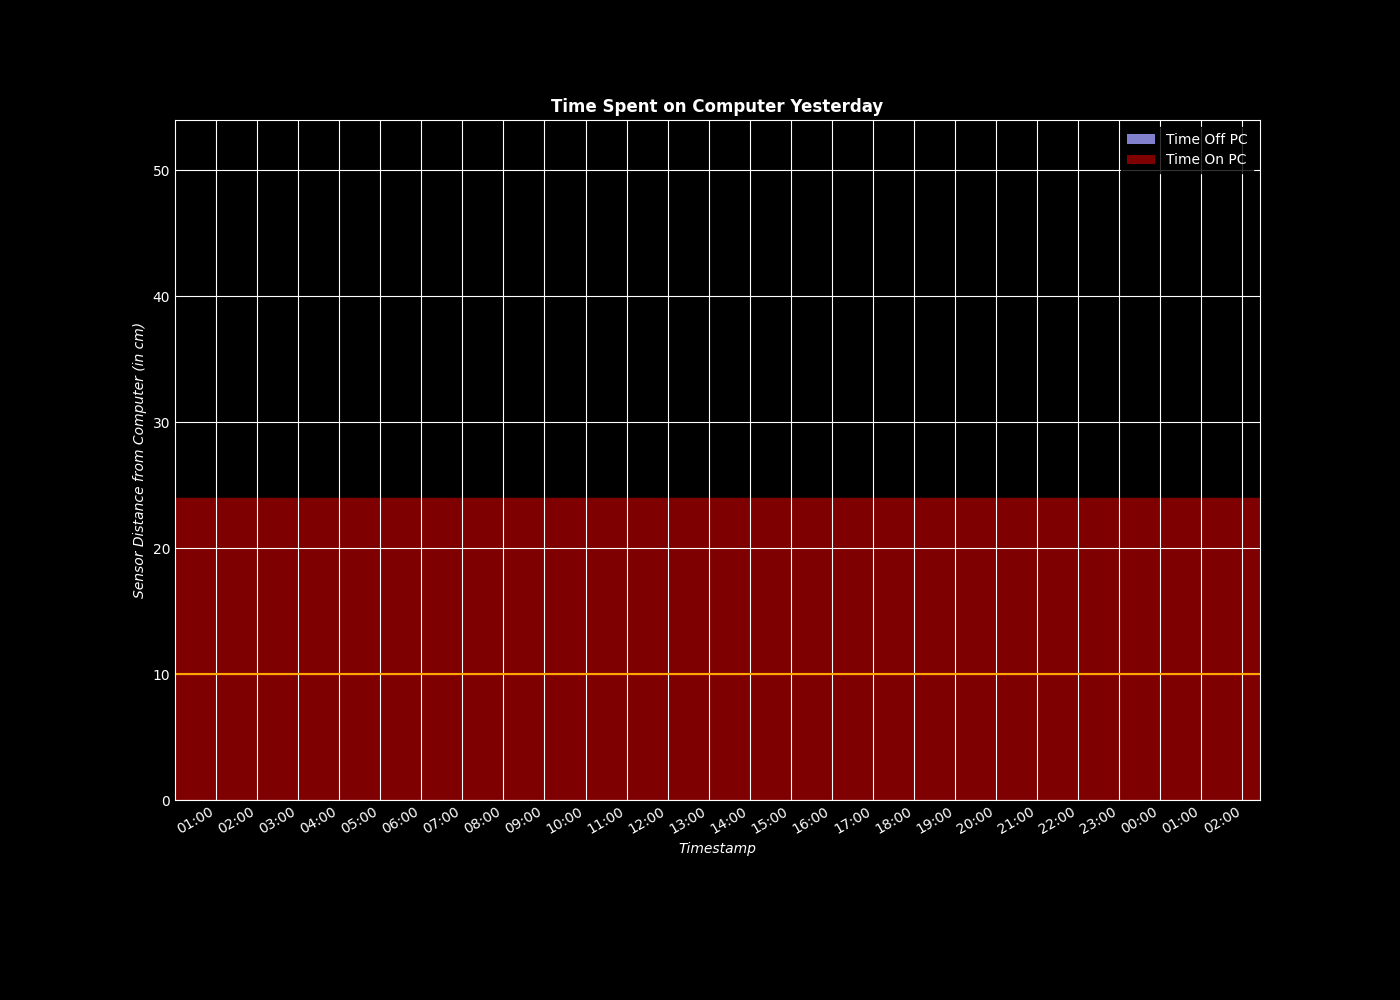 Time Spent on Computer Yesterday
Time Off PC
Time On PC
Sensor Distance from Computer (in cm)
50
40
30
20
10
0
01:00 02:00 03:00 04:00 05:00 06:00 07:00 08:00 09:00 10:00 11:00 12:00 13:00 14:00 15:00 16:00 17:00 18:00 19:00 20:00 21:00 22:00 23:00 00:00 01:00 02:00
Timestamp